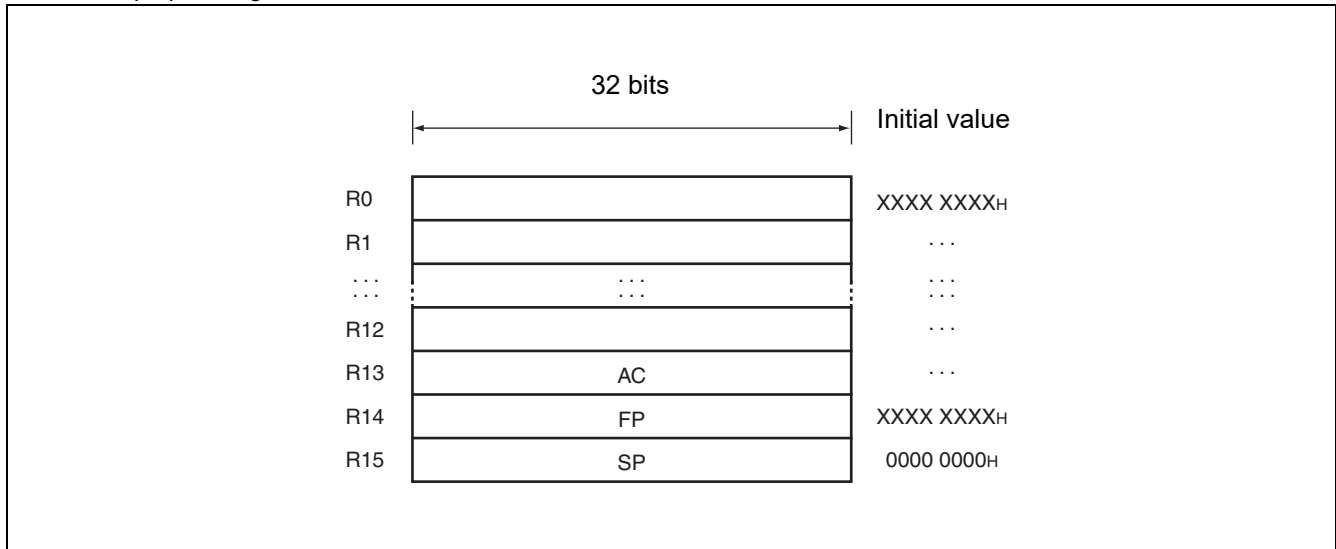 32 bits
Initial value
R0 XXXX XXXXH
R1 ...
... ... ...
... ... ...
R12 ...
R13 AC ...
R14 FP XXXX XXXXH
R15 SP 0000 0000H